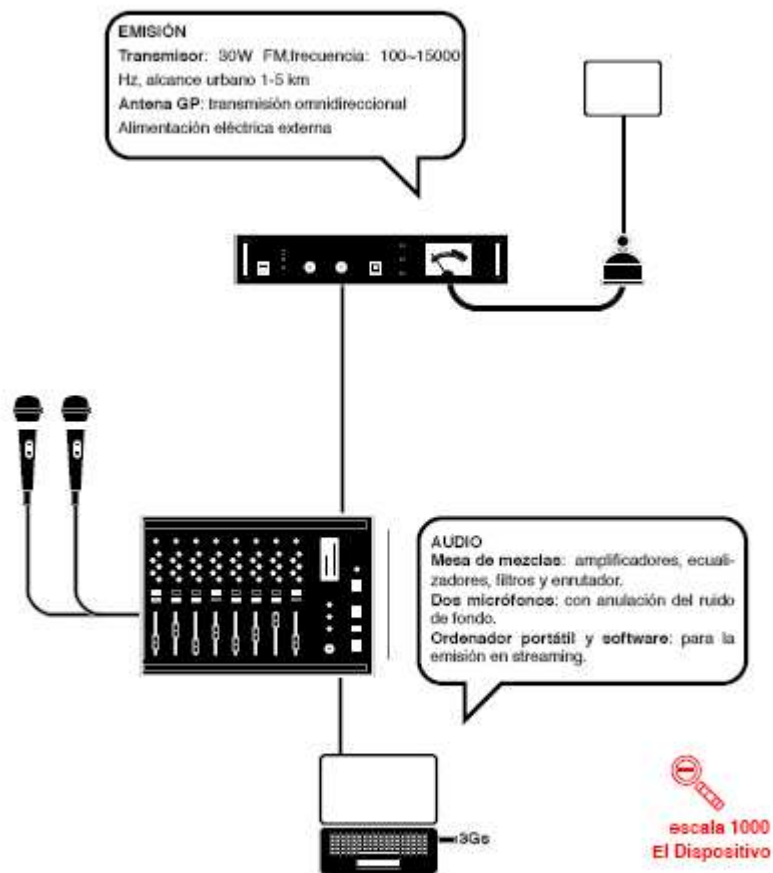 EMISIÓN
Transmisor: 30W FM,frecuencia: 100~15000
Hz, alcance urbano 1-5 km
Antena GP: transmisión omnidireccional
Alimentación eléctrica externa
AUDIO
Mesa de mezclas: amplificadores, ecuali-
zadores, filtros y enrutador.
Dos micrófonos: con anulación del ruido
de fondo.
Ordenador portátil y software: para la
emisión en streaming.
3Gs
escala 1000
El Dispositivo